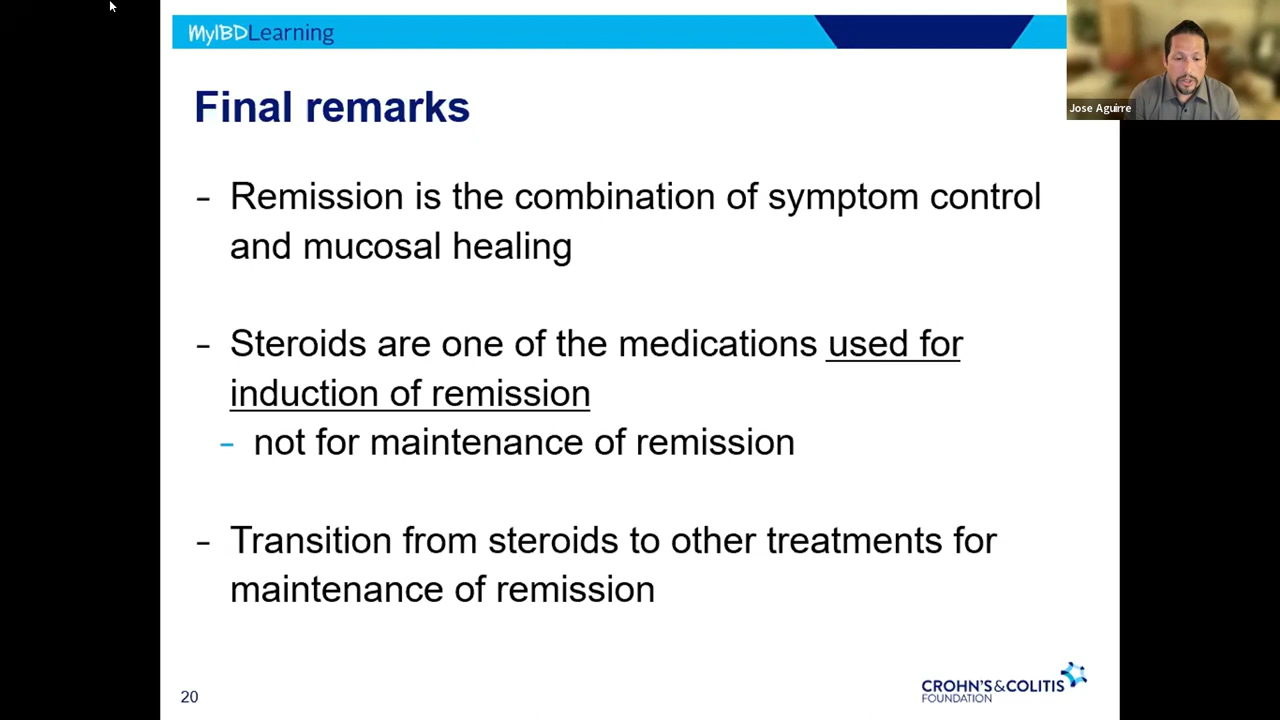 MyIBDLearning
Jose Aguirre
Final remarks
- Remission is the combination of symptom control
and mucosal healing
- Steroids are one of the medications used for
induction of remission
- not for maintenance of remission
- Transition from steroids to other treatments for
maintenance of remission
20
CROHN'S&COLITIS
FOUNDATION